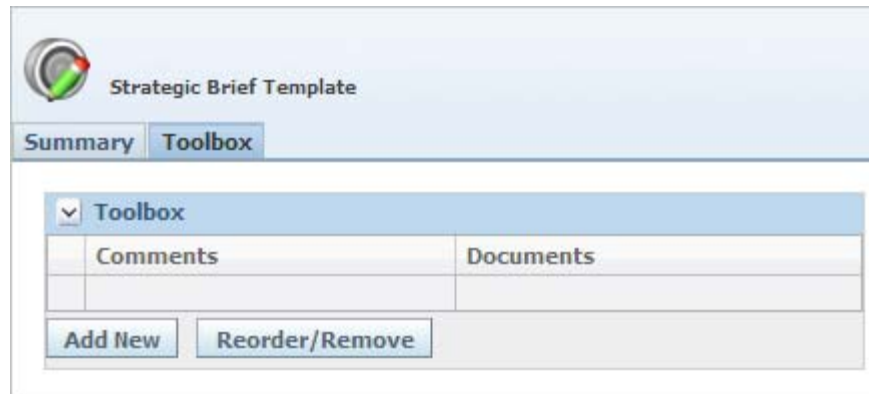 Strategic Brief Template
Summary Toolbox
Toolbox
Comments Documents
Add New Reorder/Remove